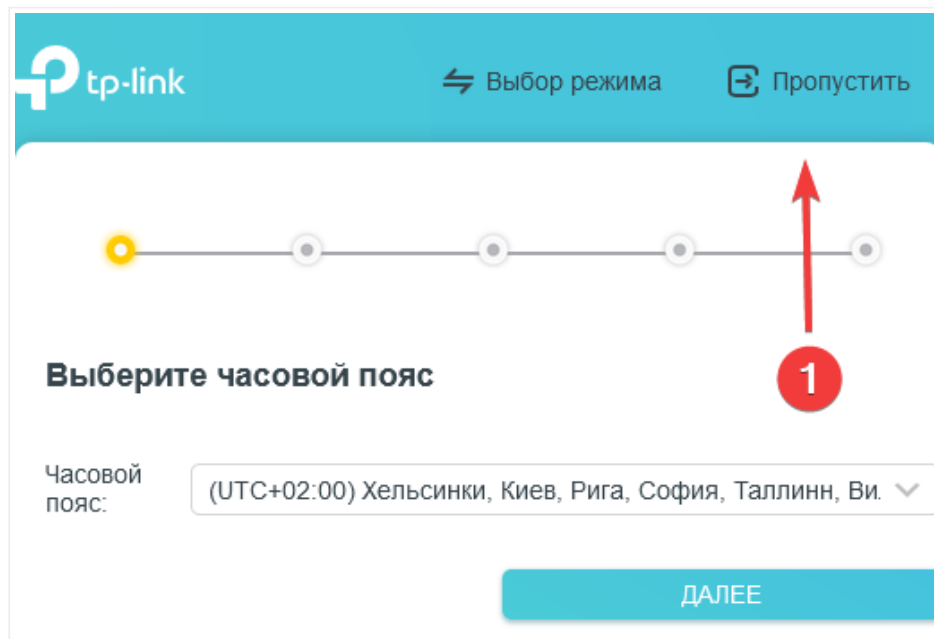 tp-link
Выбор режима
Пропустить
Выберите часовой пояс
1
Часовой
пояс:
(UTC+02:00) Хельсинки, Киев, Рига, София, Таллинн, Ви.
ДАЛЕЕ